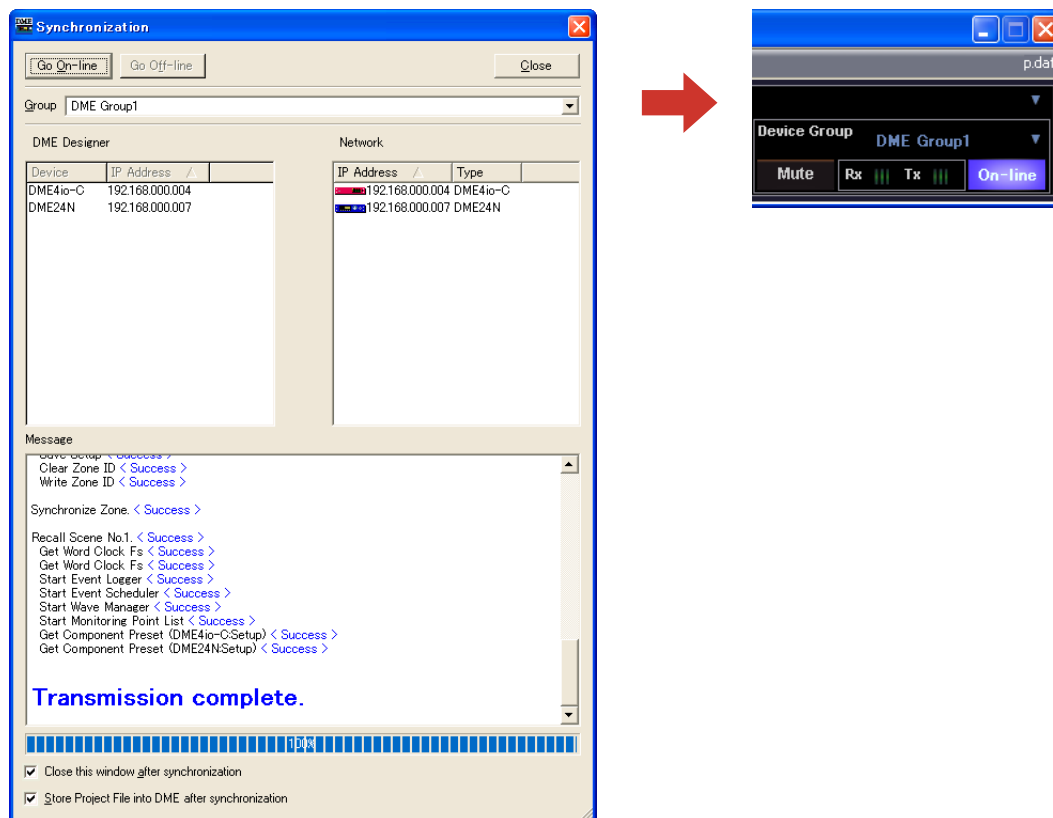 Synchronization
Go On-line Go Off-line Close
Group DME Group1
DME Designer Network
Device IP Address
DME4io-C 192.168.000.004
DME24N 192.168.000.007
IP Address Type
192.168.000.004 DME4io-C
192.168.000.007 DME24N
Message
Save Setup < Success >
Clear Zone ID < Success >
Write Zone ID < Success >
Synchronize Zone. < Success >
Recall Scene No.1. < Success >
Get Word Clock Fs < Success >
Get Word Clock Fs < Success >
Start Event Logger < Success >
Start Event Scheduler < Success >
Start Wave Manager < Success >
Start Monitoring Point List < Success >
Get Component Preset (DME4io-C:Setup) < Success >
Get Component Preset (DME24N:Setup) < Success >
Transmission complete.
100%
Close this window after synchronization
Store Project File into DME after synchronization
p.daf
Device Group DME Group1
Mute Rx Tx On-line